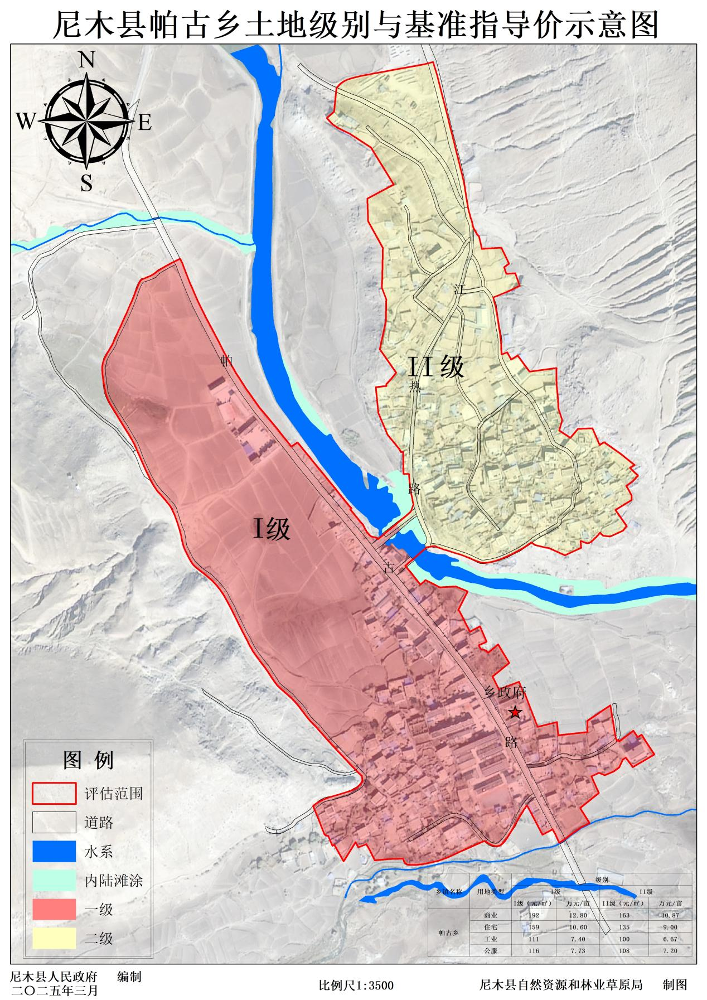 尼木县帕古乡土地级别与基准指导价示意图
N
W E
S
江
帕
II级
热
路
I级
古
乡政府
路
图 例
评估范围
道路
水系
内陆滩涂
一级
二级
乡镇名称 用地类型 级别
I级 II级
I级（元/㎡） 万元/亩 II级（元/㎡） 万元/亩
帕古乡
商业 192 12.80 163 10.87
住宅 159 10.60 135 9.00
工业 111 7.40 100 6.67
公服 116 7.73 108 7.20
尼木县人民政府 编制
二〇二五年三月
比例尺1:3500
尼木县自然资源和林业草原局 制图